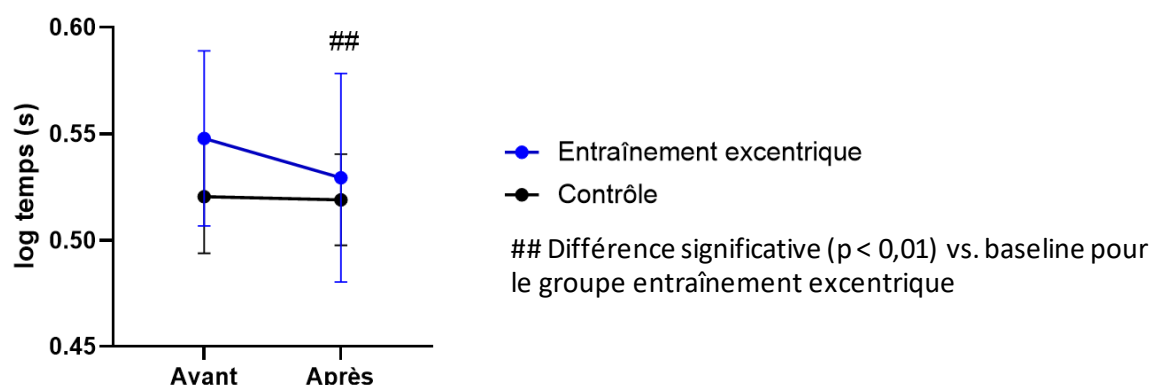 0.60
0.55
0.50
0.45
log temps (s)
##
Avant
Après
Entraînement excentrique
Contrôle
## Différence significative (p < 0,01) vs. baseline pour
le groupe entraînement excentrique